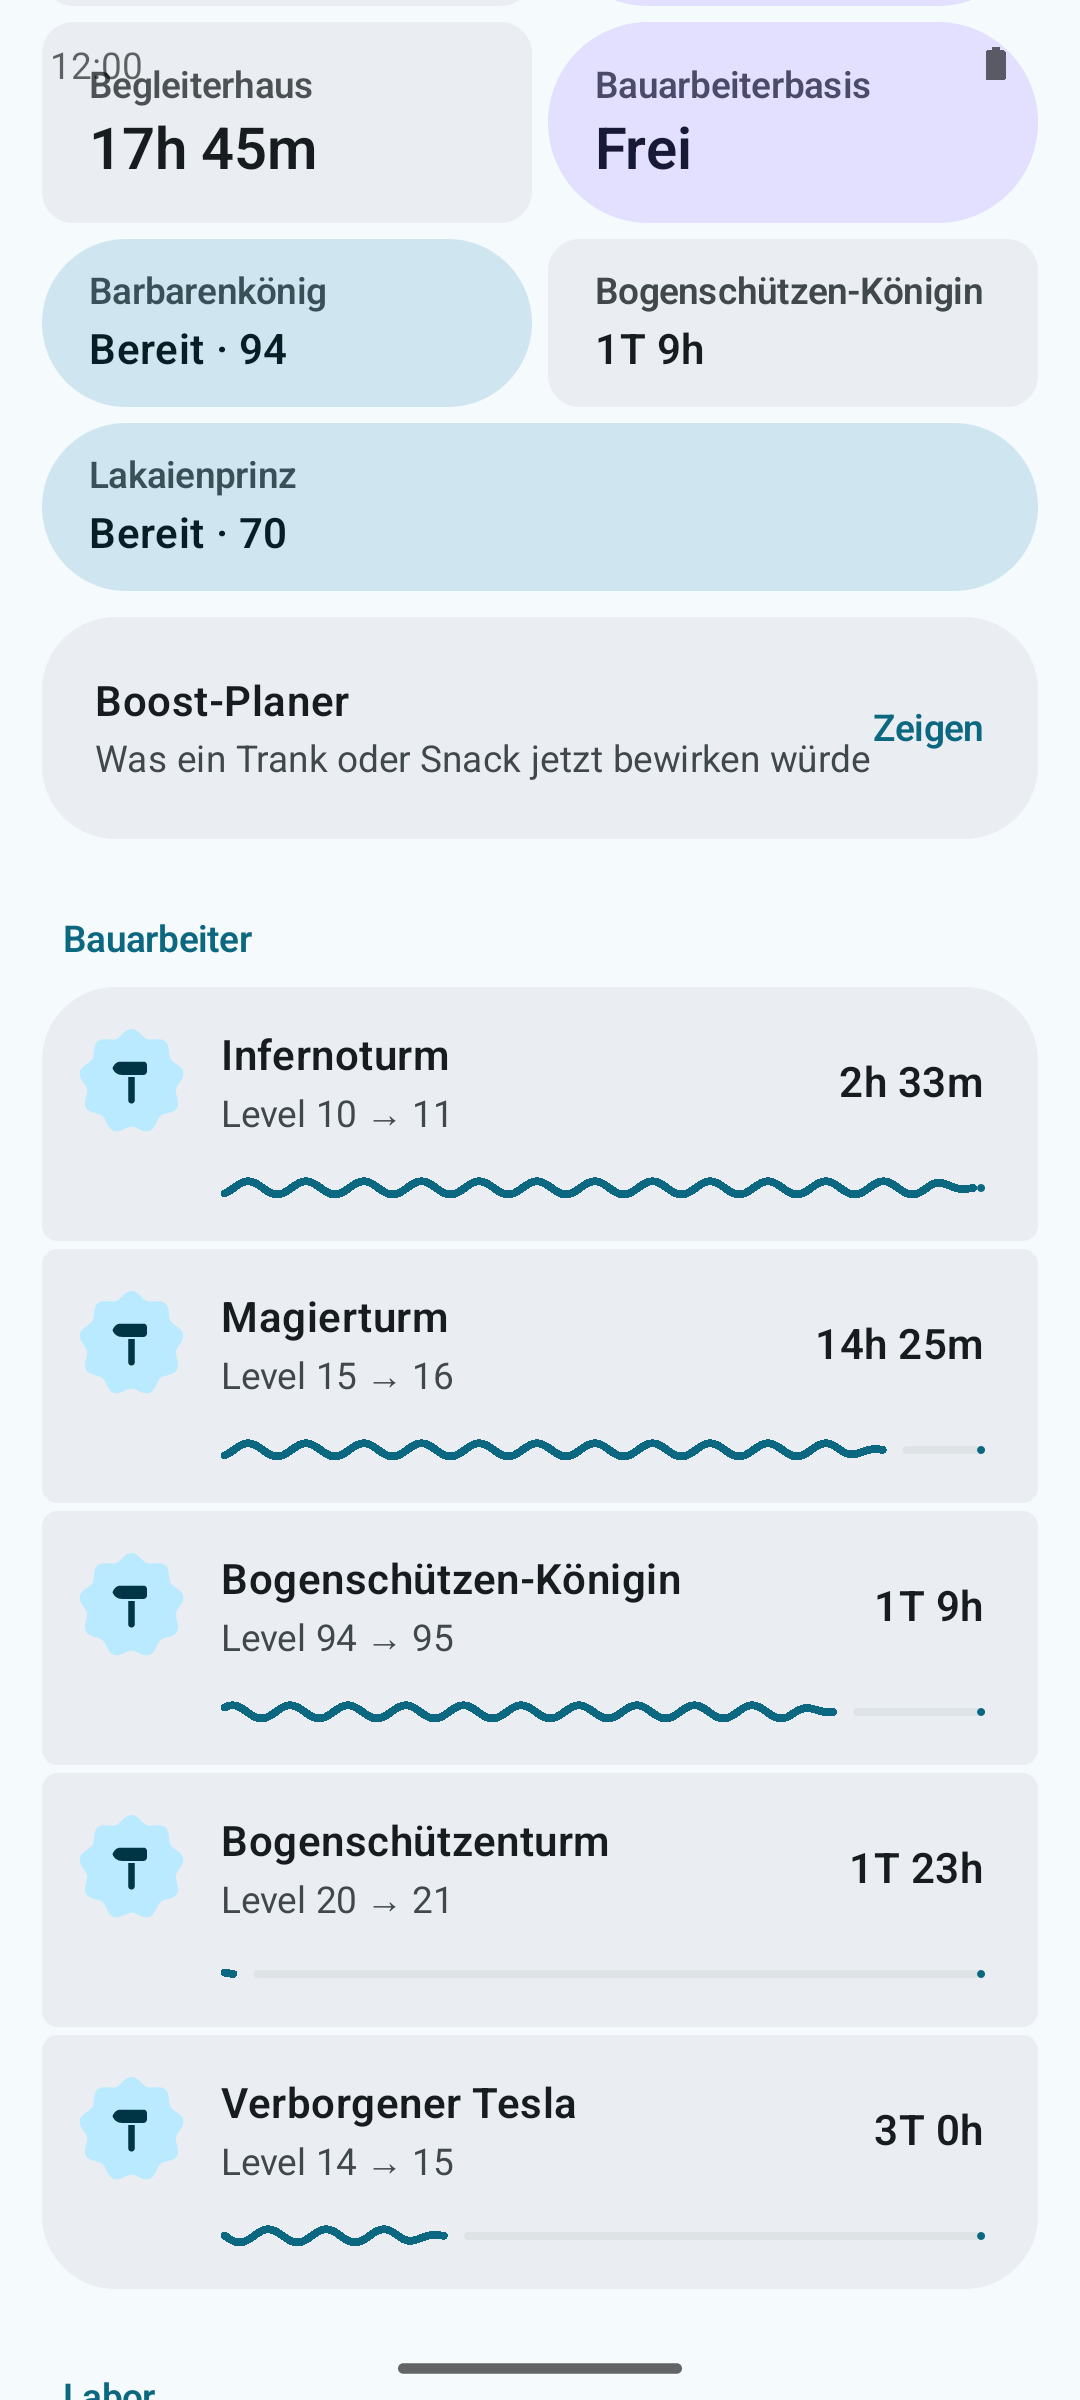 12:00
Begleiterhaus
17h 45m
Bauarbeiterbasis
Frei
Barbarenkönig
Bereit · 94
Bogenschützen-Königin
1T 9h
Lakaienprinz
Bereit · 70
Boost-Planer
Was ein Trank oder Snack jetzt bewirken würde
Zeigen
Bauarbeiter
Infernoturm
Level 10 → 11
2h 33m
Magierturm
Level 15 → 16
14h 25m
Bogenschützen-Königin
Level 94 → 95
1T 9h
Bogenschützenturm
Level 20 → 21
1T 23h
Verborgener Tesla
Level 14 → 15
3T 0h
Labor